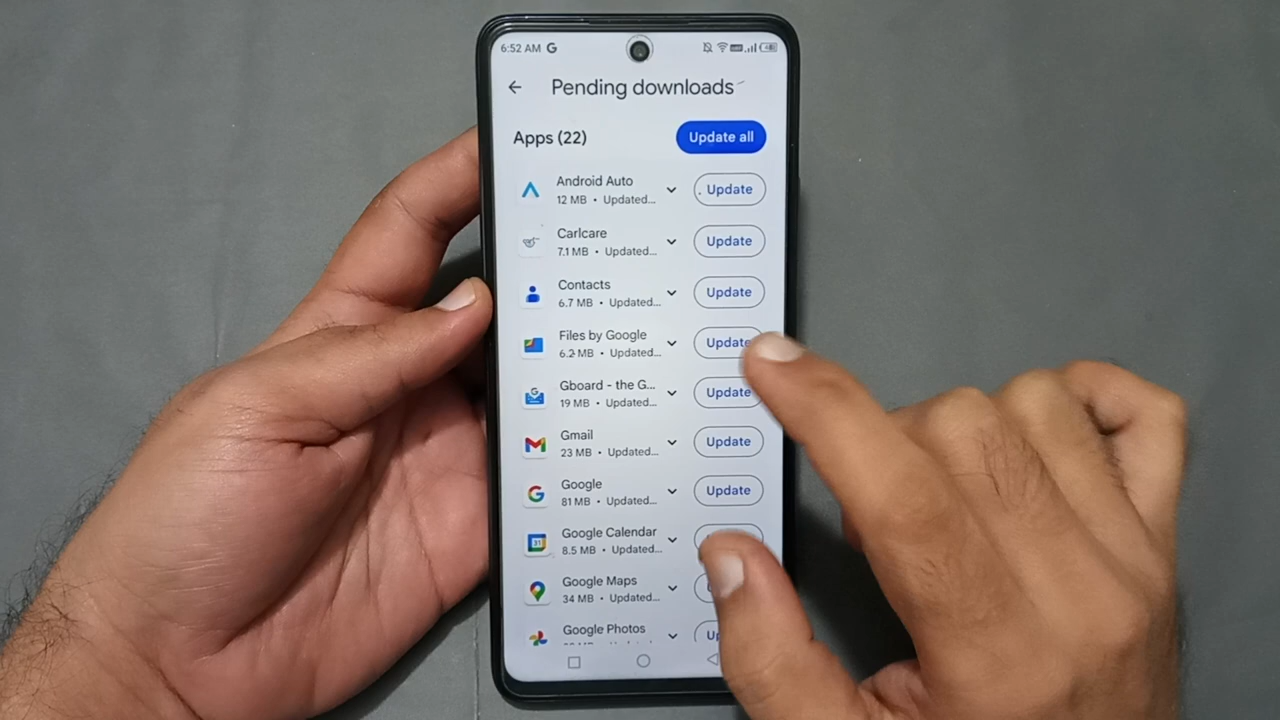 6:52 AM G
Pending downloads
Apps (22)
Update all
Android Auto
12 MB • Updated...
Update
Carlcare
7.1 MB • Updated...
Update
Contacts
6.7 MB • Updated...
Update
Files by Google
6.2 MB • Updated...
Update
Gboard - the G...
19 MB • Updated...
Update
Gmail
23 MB • Updated...
Update
Google
81 MB • Updated...
Update
Google Calendar
8.5 MB • Updated...
31
Google Maps
34 MB • Updated...
Google Photos